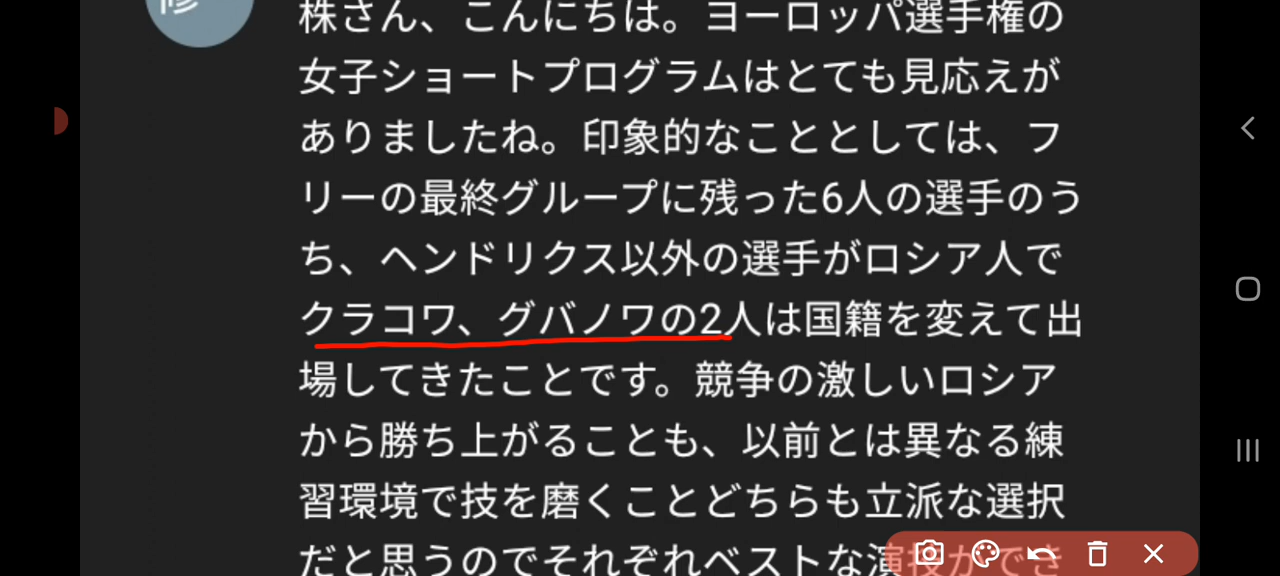 修
株さん、こんにちは。ヨーロッパ選手権の
女子ショートプログラムはとても見応えが
ありましたね。印象的なこととしては、フ
リーの最終グループに残った6人の選手のう
ち、ヘンドリクス以外の選手がロシア人で
クラコワ、グバノワの2人は国籍を変えて出
場してきたことです。競争の激しいロシア
から勝ち上がることも、以前とは異なる練
習環境で技を磨くことどちらも立派な選択
だと思うのでそれぞれベストな演技ができ